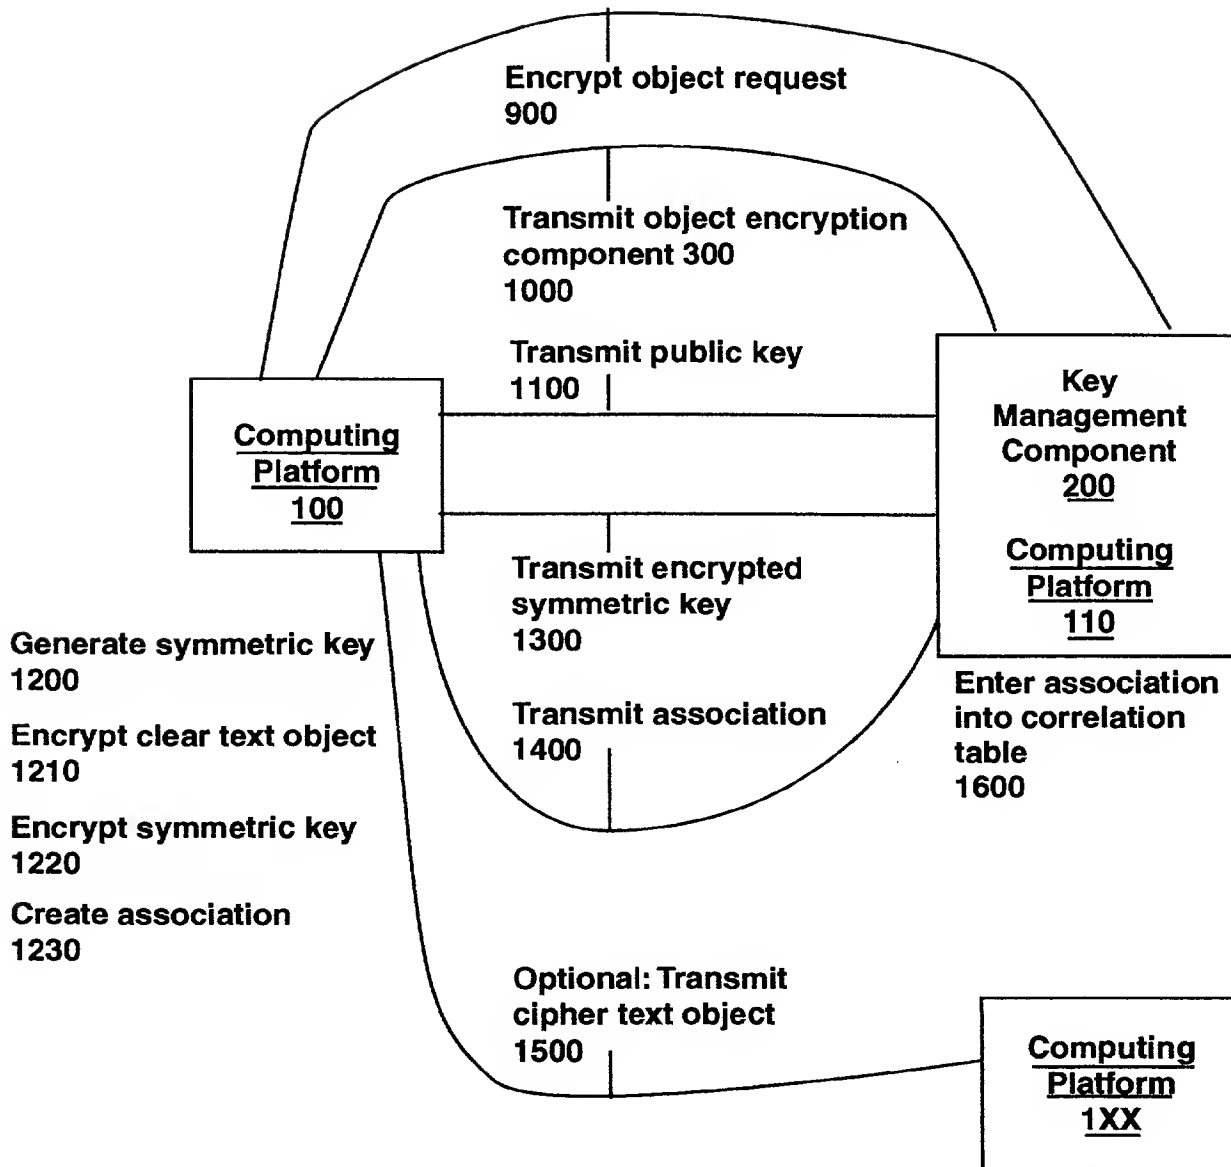 Encrypt object request
900
Transmit object encryption
component 300
1000
Transmit public key
1100
Computing
Platform
100
Key
Management
Component
200
Computing
Platform
110
Transmit encrypted
symmetric key
1300
Generate symmetric key
1200
Encrypt clear text object
1210
Encrypt symmetric key
1220
Create association
1230
Transmit association
1400
Enter association
into correlation
table
1600
Optional: Transmit
cipher text object
1500
Computing
Platform
1XX